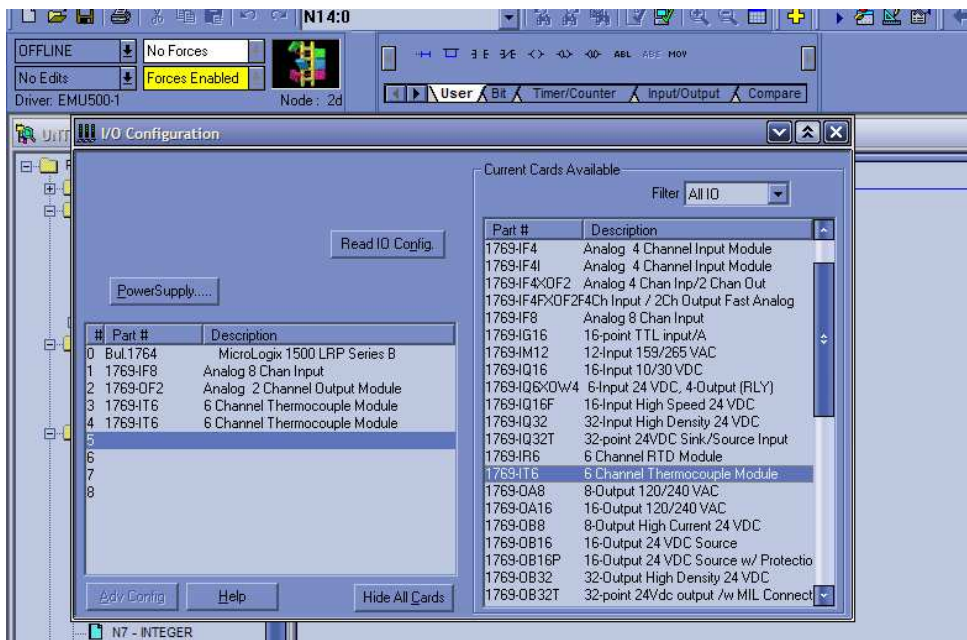 N14:0
OFFLINE
No Forces
No Edits
Forces Enabled
Driver: EMU500-1
Node : 2d
ABL ABS MOV
User Bit Timer/Counter Input/Output Compare
I/O Configuration
Current Cards Available
Filter All IO
Read IO Config.
PowerSupply.....
# Part # Description
0 Bul.1764 MicroLogix 1500 LRP Series B
1 1769-IF8 Analog 8 Chan Input
2 1769-OF2 Analog 2 Channel Output Module
3 1769-IT6 6 Channel Thermocouple Module
4 1769-IT6 6 Channel Thermocouple Module
5
6
7
8
Part # Description
1769-IF4 Analog 4 Channel Input Module
1769-IF4I Analog 4 Channel Input Module
1769-IF4XOF2 Analog 4 Chan Inp/2 Chan Out
1769-IF4FXOF2F4Ch Input / 2Ch Output Fast Analog
1769-IF8 Analog 8 Chan Input
1769-IG16 16-point TTL input/A
1769-IM12 12-Input 159/265 VAC
1769-IQ16 16-Input 10/30 VDC
1769-IQ6XOW4 6-Input 24 VDC, 4-Output (RLY)
1769-IQ16F 16-Input High Speed 24 VDC
1769-IQ32 32-Input High Density 24 VDC
1769-IQ32T 32-point 24VDC Sink/Source Input
1769-IR6 6 Channel RTD Module
1769-IT6 6 Channel Thermocouple Module
1769-OA8 8-Output 120/240 VAC
1769-OA16 16-Output 120/240 VAC
1769-OB8 8-Output High Current 24 VDC
1769-OB16 16-Output 24 VDC Source
1769-OB16P 16-Output 24 VDC Source w/ Protectio
1769-OB32 32-Output High Density 24 VDC
1769-OB32T 32-point 24Vdc output /w MIL Connect
Adv Config Help Hide All Cards
N7 - INTEGER